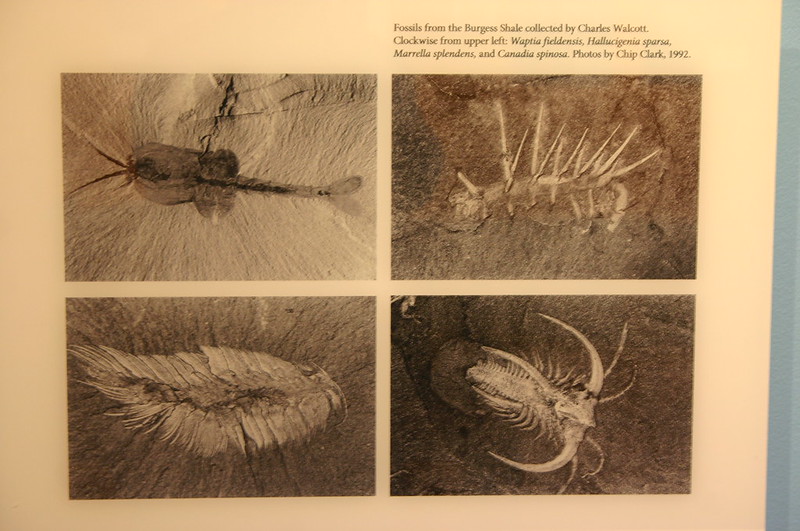 Fossils from the Burgess Shale collected by Charles Walcott.
Clockwise from upper left: Waptia fieldensis, Hallucigenia sparsa,
Marrella splendens, and Canadia spinosa. Photos by Chip Clark, 1992.